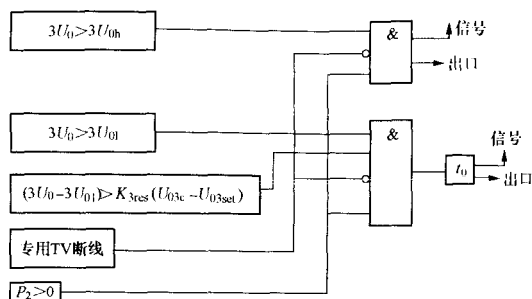 3U₀>3U₀ₕ
&
信号
出口
3U₀>3U₀ₗ
&
信号
t₀
出口
(3U₀-3U₀ₗ)>K₃res(U₀₃c-U₀₃set)
专用TV断线
P₂>0